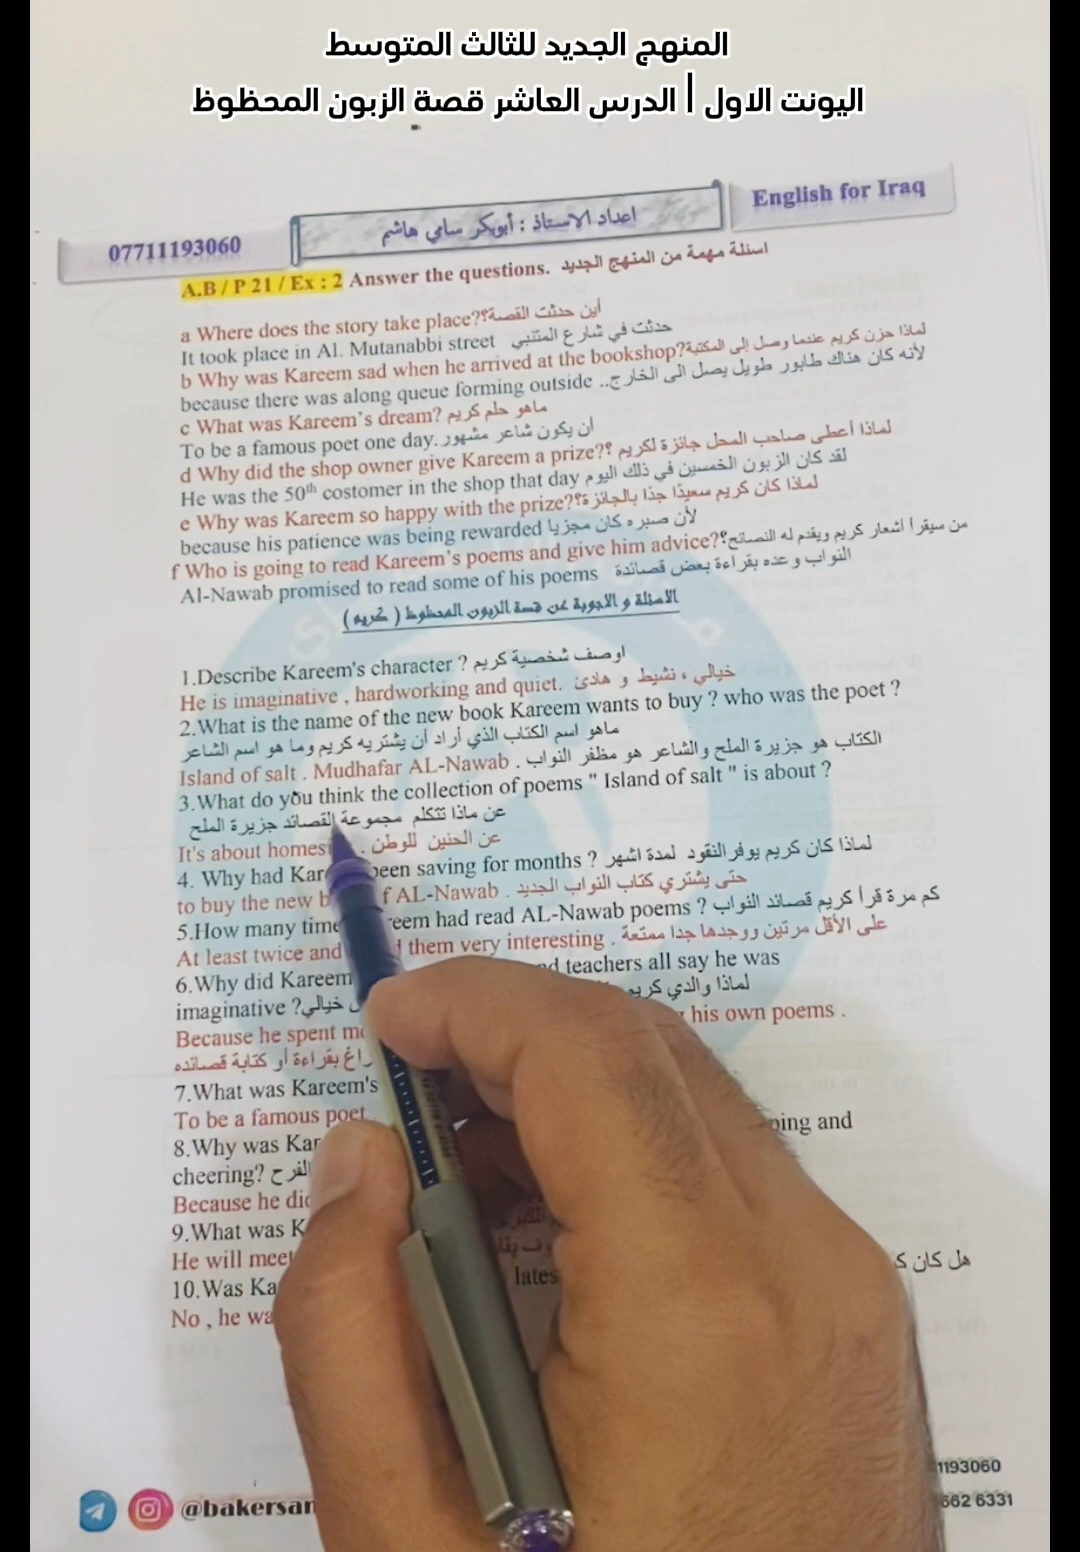 المنهج الجديد للثالث المتوسط
اليونت الاول | الدرس العاشر قصة الزبون المحظوظ
English for Iraq
اعداد الاستاذ : أبوبكر سامي هاشم
07711193060
A.B / P 21 / Ex : 2 Answer the questions. اسئلة مهمة من المنهج الجديد
a Where does the story take place? أين حدثت القصة؟
It took place in Al. Mutanabbi street حدثت في شارع المتنبي
b Why was Kareem sad when he arrived at the bookshop? لماذا حزن كريم عندما وصل إلى المكتبة
because there was along queue forming outside .. لأنه كان هناك طابور طويل يصل الى الخارج
c What was Kareem's dream? ماهو حلم كريم
To be a famous poet one day. أن يكون شاعر مشهور
d Why did the shop owner give Kareem a prize? لماذا أعطى صاحب المحل جائزة لكريم؟
He was the 50th costomer in the shop that day لقد كان الزبون الخمسين في ذلك اليوم
e Why was Kareem so happy with the prize? لماذا كان كريم سعيدًا جدًا بالجائزة؟
because his patience was being rewarded لأن صبره كان مجزيا
f Who is going to read Kareem's poems and give him advice? من سيقرأ اشعار كريم ويقدم له النصائح؟
Al-Nawab promised to read some of his poems النواب وعده بقراءة بعض قصائدة
الاسئلة و الاجوبة عن قصة الزبون المحظوظ ( كريم )
1.Describe Kareem's character ? اوصف شخصية كريم
He is imaginative , hardworking and quiet. خيالي ، نشيط و هادئ
2.What is the name of the new book Kareem wants to buy ? who was the poet ?
ماهو اسم الكتاب الذي أراد أن يشتريه كريم وما هو اسم الشاعر
Island of salt . Mudhafar AL-Nawab . الكتاب هو جزيرة الملح والشاعر هو مظفر النواب
3.What do you think the collection of poems " Island of salt " is about ?
عن ماذا تتكلم مجموعة القصائد جزيرة الملح
It's about . عن الحنين للوطن
4. Why had been saving for months ? لماذا كان كريم يوفر النقود لمدة اشهر
to buy the new AL-Nawab . حتى يشتري كتاب النواب الجديد
5.How many had read AL-Nawab poems ? كم مرة قرأ كريم قصائد النواب
At least twice and them very interesting . على الأقل مرتين ووجدها جدا ممتعة
6.Why did Kareem teachers all say he was
imaginative ? لماذا والدي خيالي
Because he spent his own poems .
بقراءة أو كتابة قصائده
7.What was Kareem's
To be a famous poet
8.Why was and
cheering?
Because he
9.What was
He will
10.Was lates هل كان
No , he
1193060
662 6331